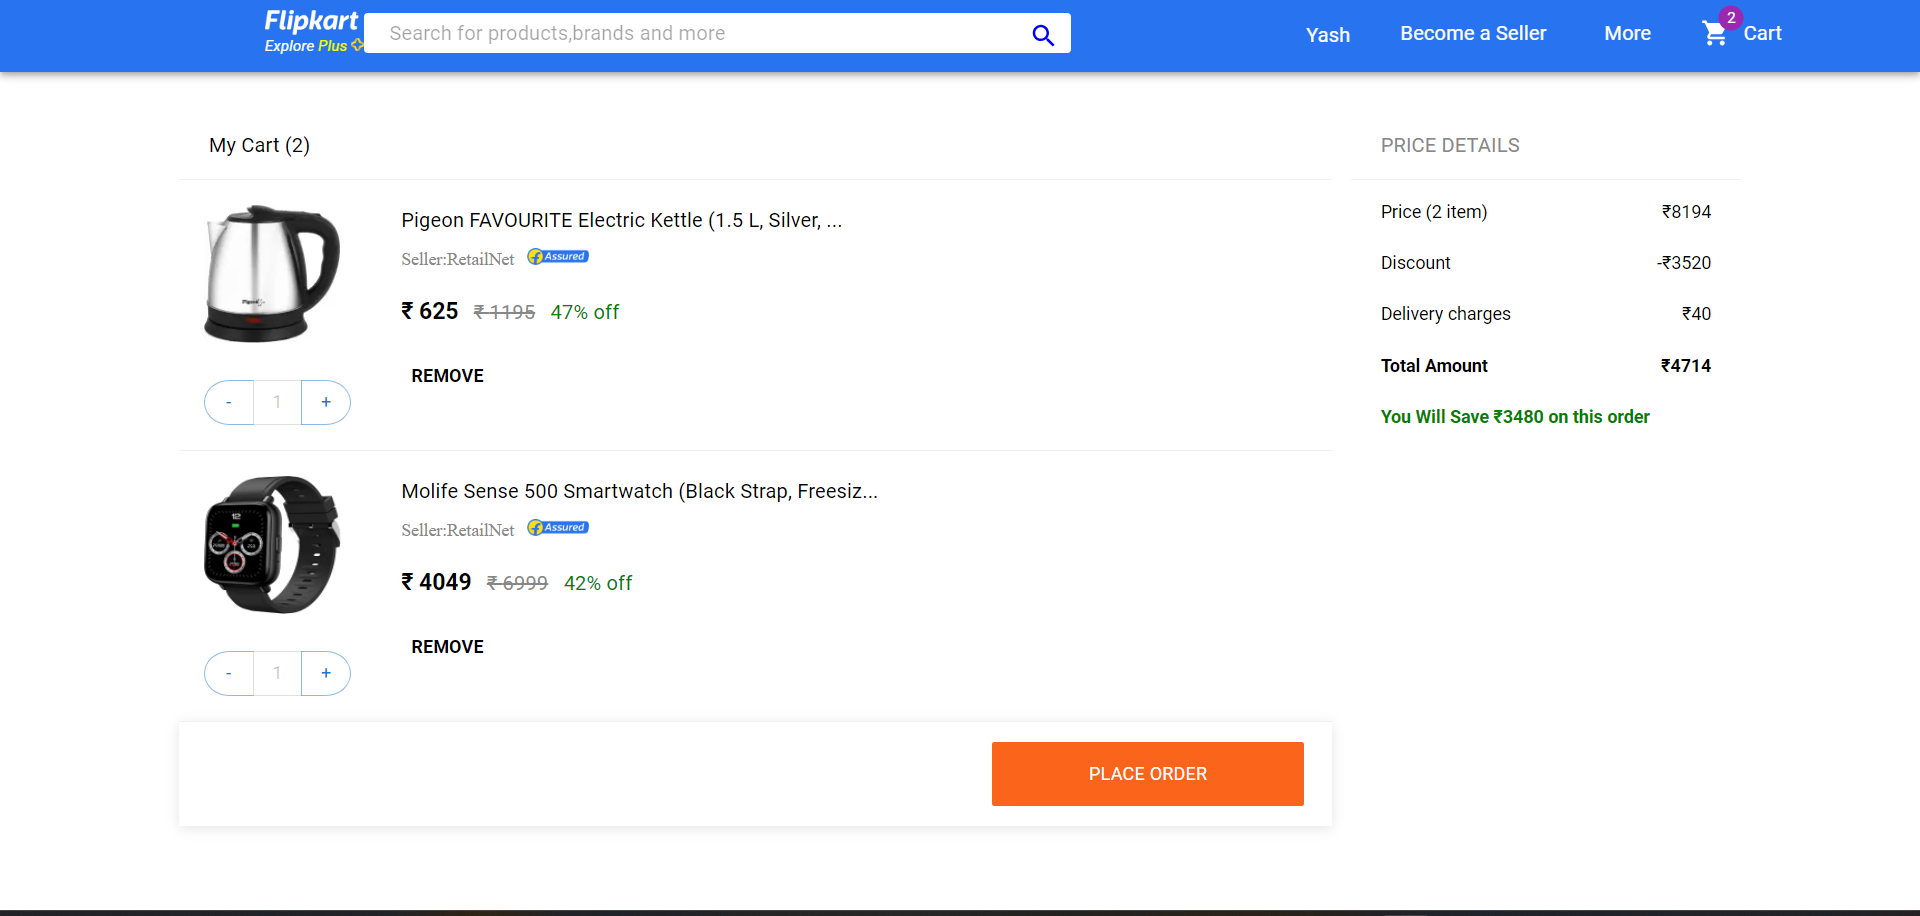 Flipkart
Explore Plus
Search for products,brands and more
Yash
Become a Seller
More
2
Cart
My Cart (2)
Pigeon FAVOURITE Electric Kettle (1.5 L, Silver, ...
Seller:RetailNet
f Assured
₹ 625 ₹ 1195 47% off
REMOVE
- 1 +
Molife Sense 500 Smartwatch (Black Strap, Freesiz...
Seller:RetailNet
f Assured
₹ 4049 ₹ 6999 42% off
REMOVE
- 1 +
PLACE ORDER
PRICE DETAILS
Price (2 item) ₹8194
Discount -₹3520
Delivery charges ₹40
Total Amount ₹4714
You Will Save ₹3480 on this order